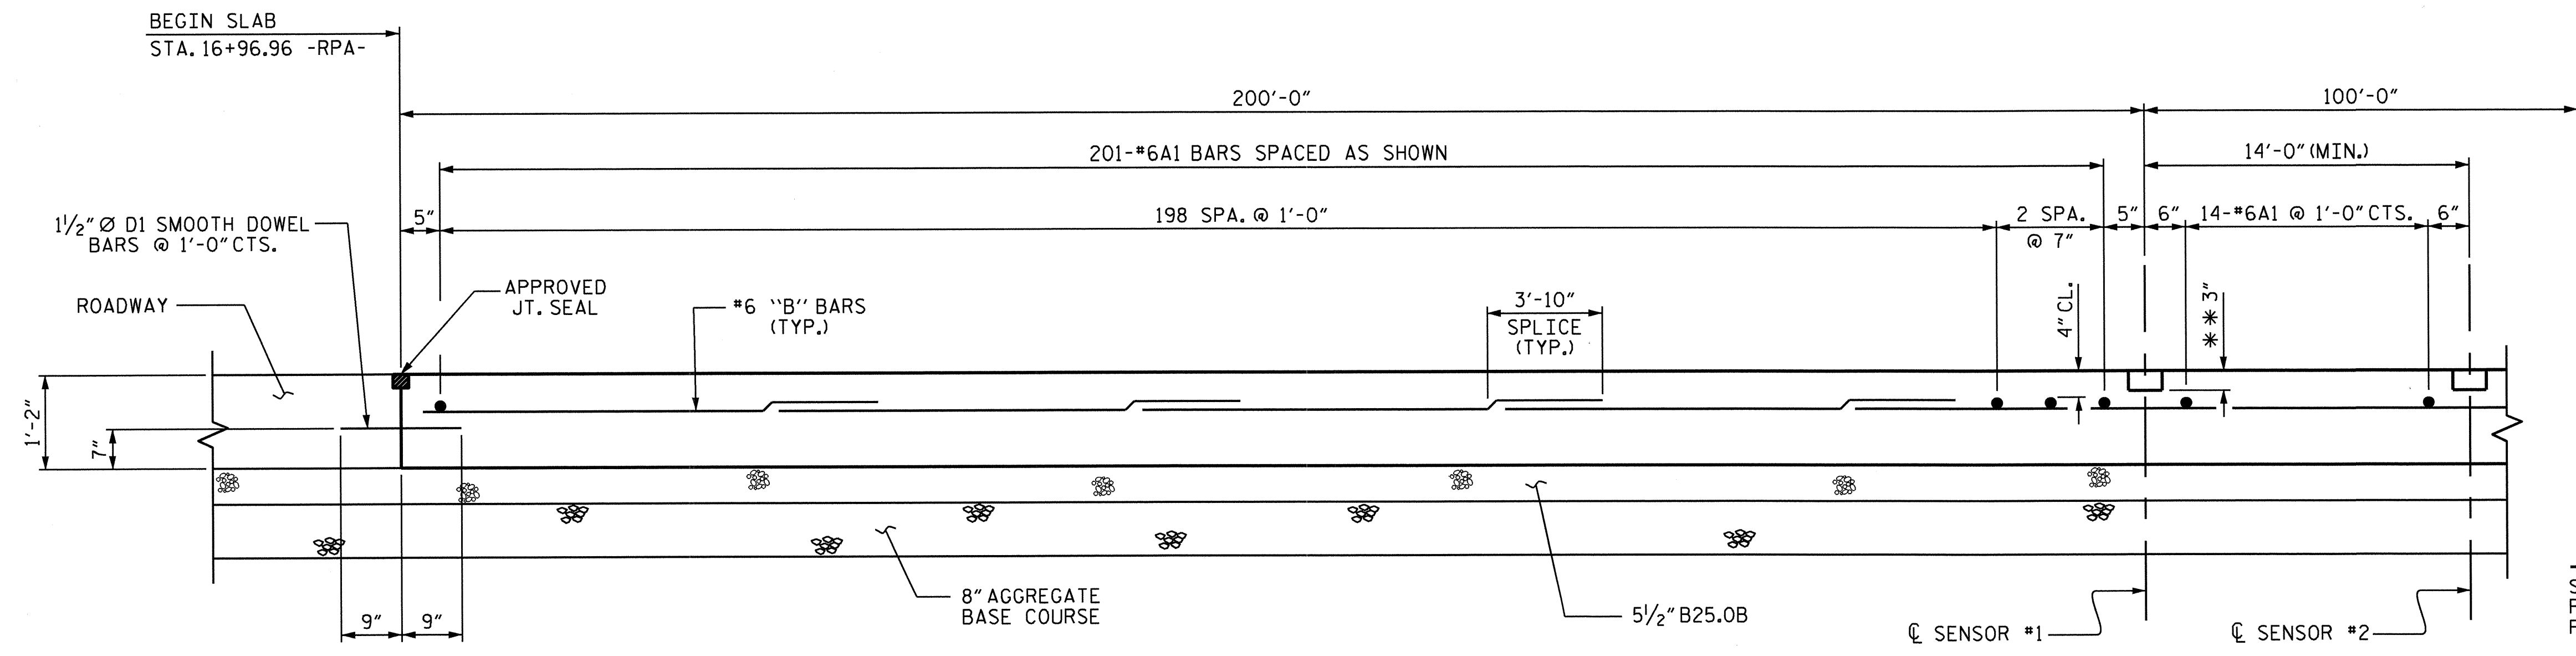 BEGIN SLAB
STA. 16+96.96 -RPA-
200'-0"
100'-0"
201-#6A1 BARS SPACED AS SHOWN
14'-0" (MIN.)
5"
198 SPA. @ 1'-0"
2 SPA.
@ 7"
5"
6"
14-#6A1 @ 1'-0" CTS.
6"
1½" Ø D1 SMOOTH DOWEL
BARS @ 1'-0" CTS.
ROADWAY
APPROVED
JT. SEAL
#6 "B" BARS
(TYP.)
3'-10"
SPLICE
(TYP.)
4" CL.
**3"
1'-2"
7"
9"
9"
8" AGGREGATE
BASE COURSE
5½" B25.0B
℄ SENSOR #1
℄ SENSOR #2